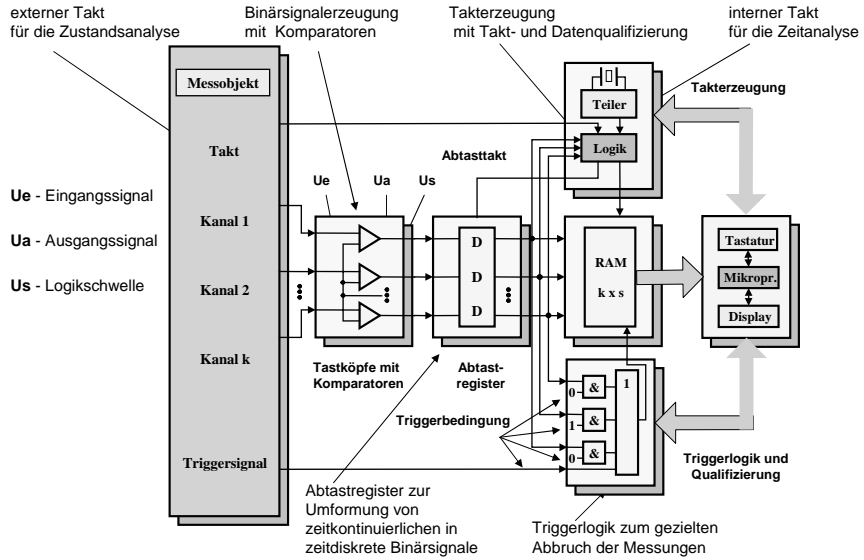 externer Takt
für die Zustandsanalyse
Binärsignalerzeugung
mit Komparatoren
Takterzeugung
mit Takt- und Datenqualifizierung
interner Takt
für die Zeitanalyse
Messobjekt
Teiler
Takterzeugung
Takt
Logik
Abtasttakt
Ue
Ua
Us
Ue - Eingangssignal
Ua - Ausgangssignal
Us - Logikschwelle
Kanal 1
Kanal 2
Kanal k
D
D
D
RAM
k x s
Tastatur
Mikropr.
Display
Tastköpfe mit
Komparatoren
Abtast-
register
Triggerbedingung
0
&
1
1
&
0
&
Triggersignal
Triggerlogik und
Qualifizierung
Abtastregister zur
Umformung von
zeitkontinuierlichen in
zeitdiskrete Binärsignale
Triggerlogik zum gezielten
Abbruch der Messungen